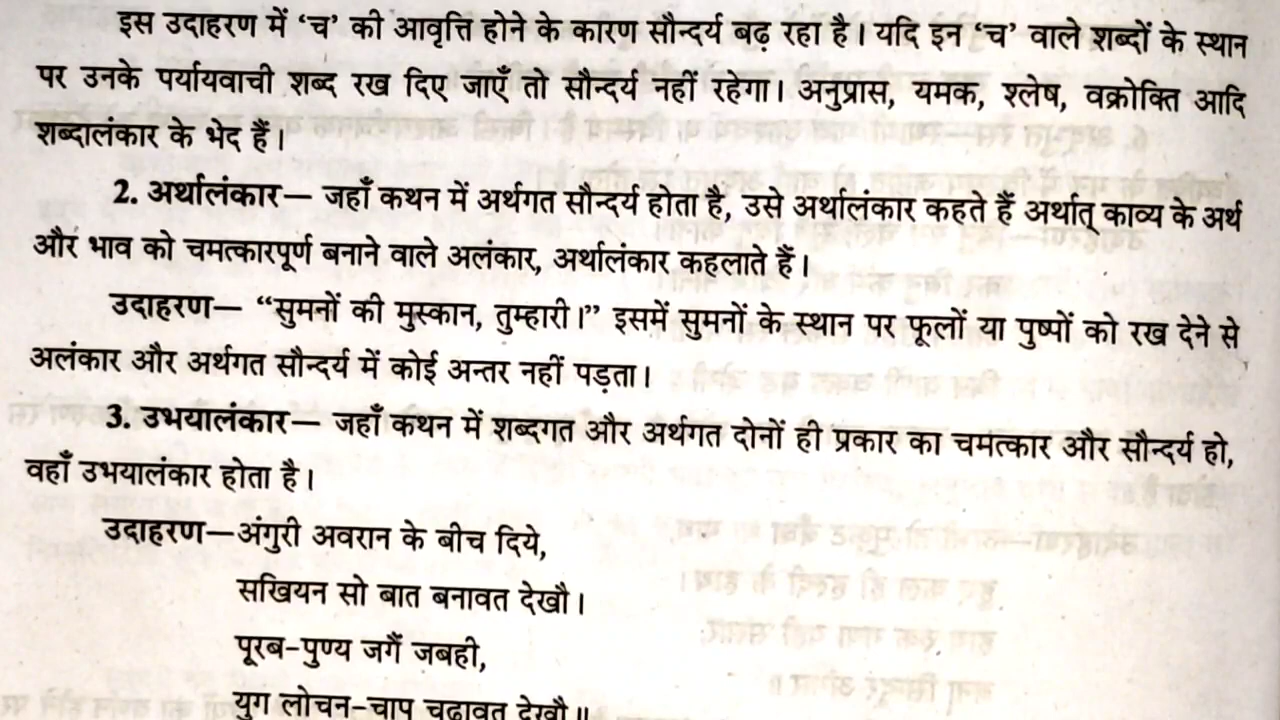 इस उदाहरण में ‘च’ की आवृत्ति होने के कारण सौन्दर्य बढ़ रहा है। यदि इन ‘च’ वाले शब्दों के स्थान
पर उनके पर्यायवाची शब्द रख दिए जाएँ तो सौन्दर्य नहीं रहेगा। अनुप्रास, यमक, श्लेष, वक्रोक्ति आदि
शब्दालंकार के भेद हैं।
2. अर्थालंकार— जहाँ कथन में अर्थगत सौन्दर्य होता है, उसे अर्थालंकार कहते हैं अर्थात् काव्य के अर्थ
और भाव को चमत्कारपूर्ण बनाने वाले अलंकार, अर्थालंकार कहलाते हैं।
उदाहरण— “सुमनों की मुस्कान, तुम्हारी।” इसमें सुमनों के स्थान पर फूलों या पुष्पों को रख देने से
अलंकार और अर्थगत सौन्दर्य में कोई अन्तर नहीं पड़ता।
3. उभयालंकार— जहाँ कथन में शब्दगत और अर्थगत दोनों ही प्रकार का चमत्कार और सौन्दर्य हो,
वहाँ उभयालंकार होता है।
उदाहरण—अंगुरी अवरान के बीच दिये,
सखियन सो बात बनावत देखौ।
पूरब-पुण्य जगैं जबही,
युग लोचन-चाप चढ़ावत देखौ॥